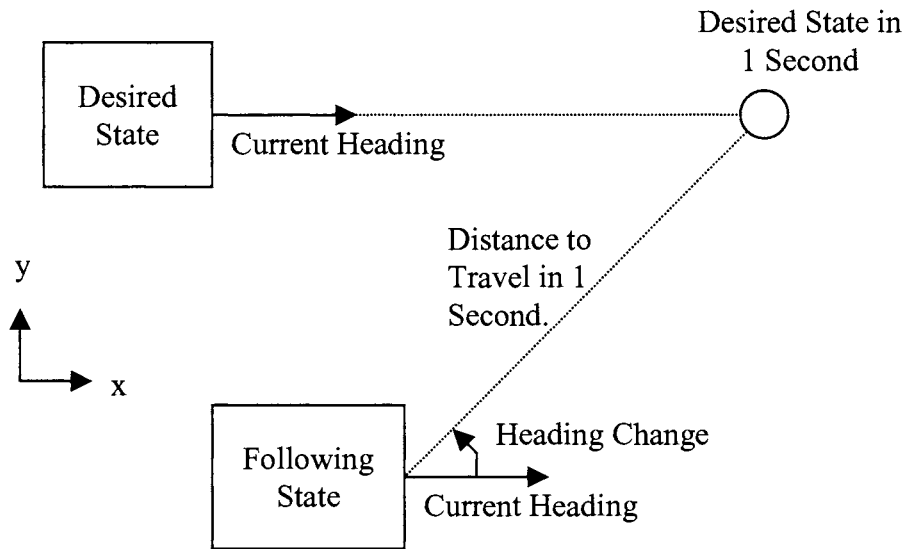 Desired State in
1 Second
Desired
State
Current Heading
Distance to
Travel in 1
Second.
y
x
Heading Change
Following
State
Current Heading